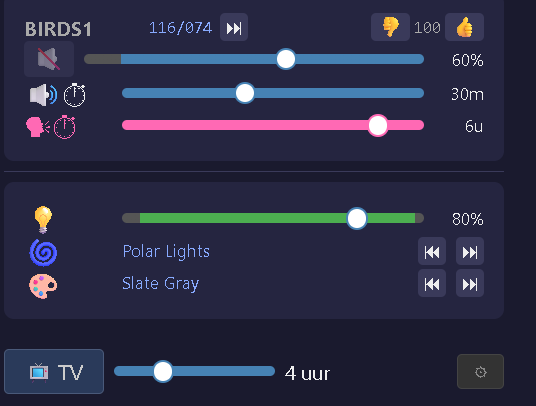 BIRDS1 116/074 100
60%
30m
6u
80%
Polar Lights
Slate Gray
TV 4 uur